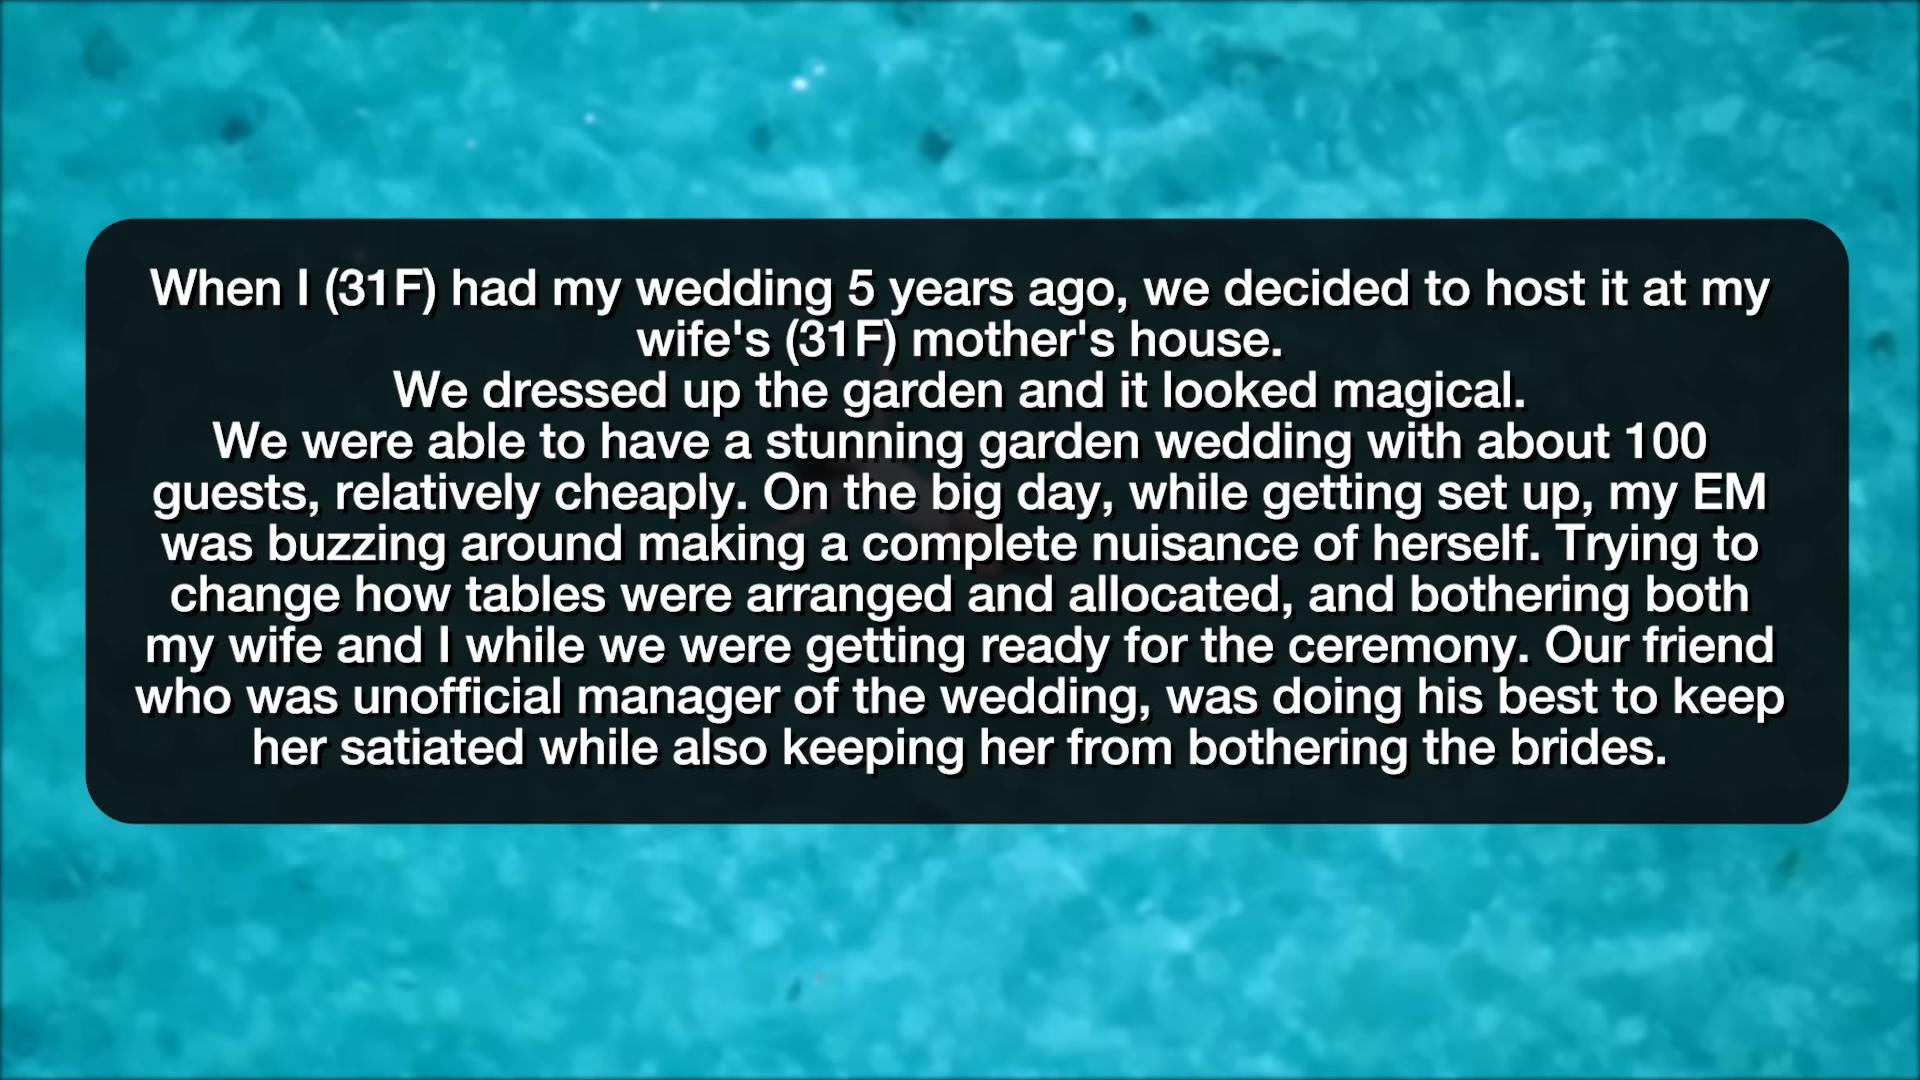 When I (31F) had my wedding 5 years ago, we decided to host it at my
wife's (31F) mother's house.
We dressed up the garden and it looked magical.
We were able to have a stunning garden wedding with about 100
guests, relatively cheaply. On the big day, while getting set up, my EM
was buzzing around making a complete nuisance of herself. Trying to
change how tables were arranged and allocated, and bothering both
my wife and I while we were getting ready for the ceremony. Our friend
who was unofficial manager of the wedding, was doing his best to keep
her satiated while also keeping her from bothering the brides.